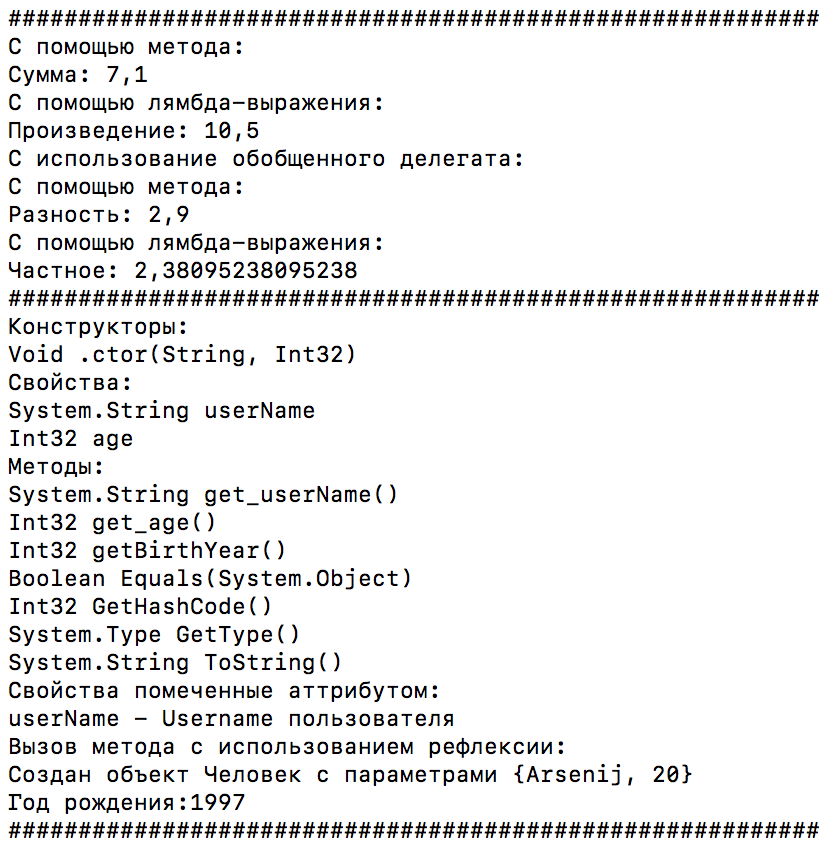 ##########################################################
С помощью метода:
Сумма: 7,1
С помощью лямбда-выражения:
Произведение: 10,5
С использование обобщенного делегата:
С помощью метода:
Разность: 2,9
С помощью лямбда-выражения:
Частное: 2,38095238095238
##########################################################
Конструкторы:
Void .ctor(String, Int32)
Свойства:
System.String userName
Int32 age
Методы:
System.String get_userName()
Int32 get_age()
Int32 getBirthYear()
Boolean Equals(System.Object)
Int32 GetHashCode()
System.Type GetType()
System.String ToString()
Свойства помеченные аттрибутом:
userName - Username пользователя
Вызов метода с использованием рефлексии:
Создан объект Человек с параметрами {Arsenij, 20}
Год рождения:1997
##########################################################